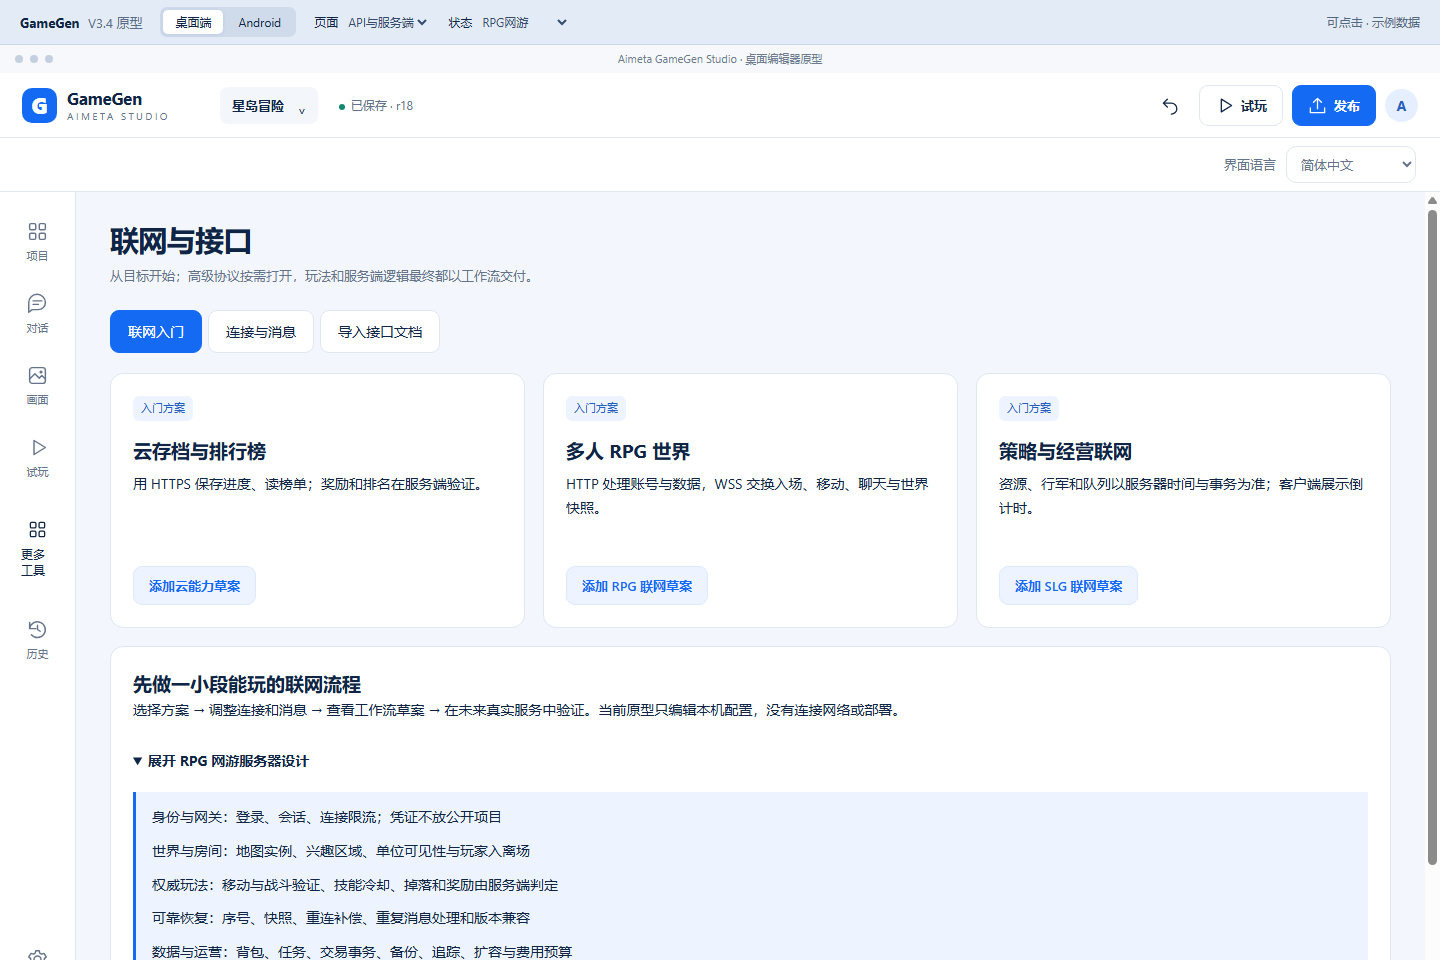 GameGen V3.4 原型 桌面端 Android 页面 API与服务端 状态 RPG网游 可点击 · 示例数据
Aimeta GameGen Studio · 桌面编辑器原型
G GameGen 星岛冒险 已保存 · r18 试玩 发布 A
AIMETA STUDIO
界面语言 简体中文
项目
对话
画面
试玩
更多
工具
历史
联网与接口
从目标开始；高级协议按需打开，玩法和服务端逻辑最终都以工作流交付。
联网入门 连接与消息 导入接口文档
入门方案
云存档与排行榜
用 HTTPS 保存进度、读榜单；奖励和排名在服务端验证。
添加云能力草案
入门方案
多人 RPG 世界
HTTP 处理账号与数据，WSS 交换入场、移动、聊天与世界
快照。
添加 RPG 联网草案
入门方案
策略与经营联网
资源、行军和队列以服务器时间与事务为准；客户端展示倒
计时。
添加 SLG 联网草案
先做一小段能玩的联网流程
选择方案 → 调整连接和消息 → 查看工作流草案 → 在未来真实服务中验证。当前原型只编辑本机配置，没有连接网络或部署。
▼ 展开 RPG 网游服务器设计
身份与网关：登录、会话、连接限流；凭证不放公开项目
世界与房间：地图实例、兴趣区域、单位可见性与玩家入离场
权威玩法：移动与战斗验证、技能冷却、掉落和奖励由服务端判定
可靠恢复：序号、快照、重连补偿、重复消息处理和版本兼容
数据与运营：背包、任务、交易事务、备份、追踪、扩容与费用预算